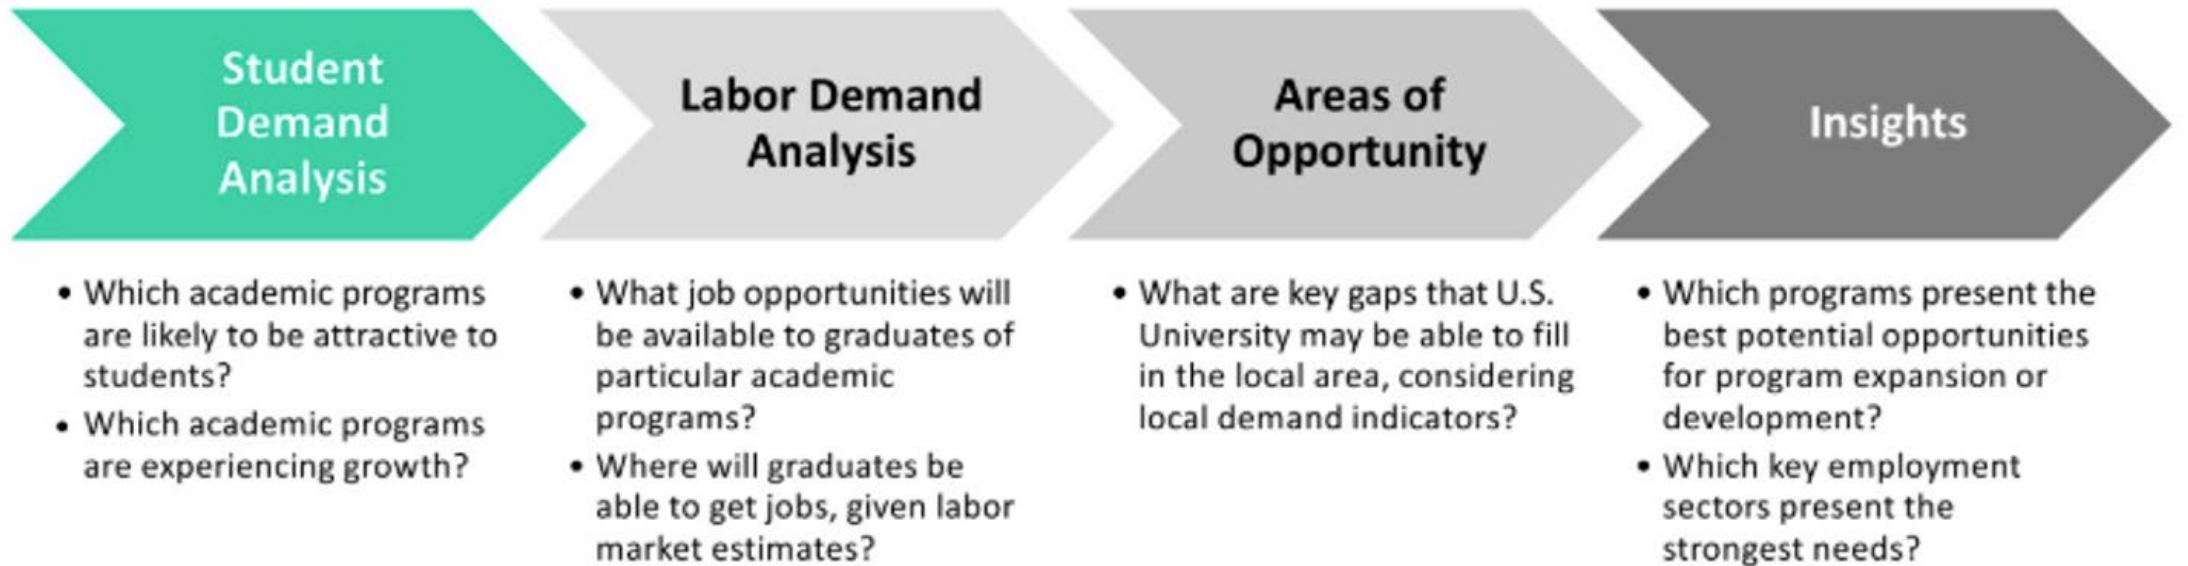 Student
Demand
Analysis
Labor Demand
Analysis
Areas of
Opportunity
Insights
• Which academic programs
are likely to be attractive to
students?
• Which academic programs
are experiencing growth?
• What job opportunities will
be available to graduates of
particular academic
programs?
• Where will graduates be
able to get jobs, given labor
market estimates?
• What are key gaps that U.S.
University may be able to fill
in the local area, considering
local demand indicators?
• Which programs present the
best potential opportunities
for program expansion or
development?
• Which key employment
sectors present the
strongest needs?